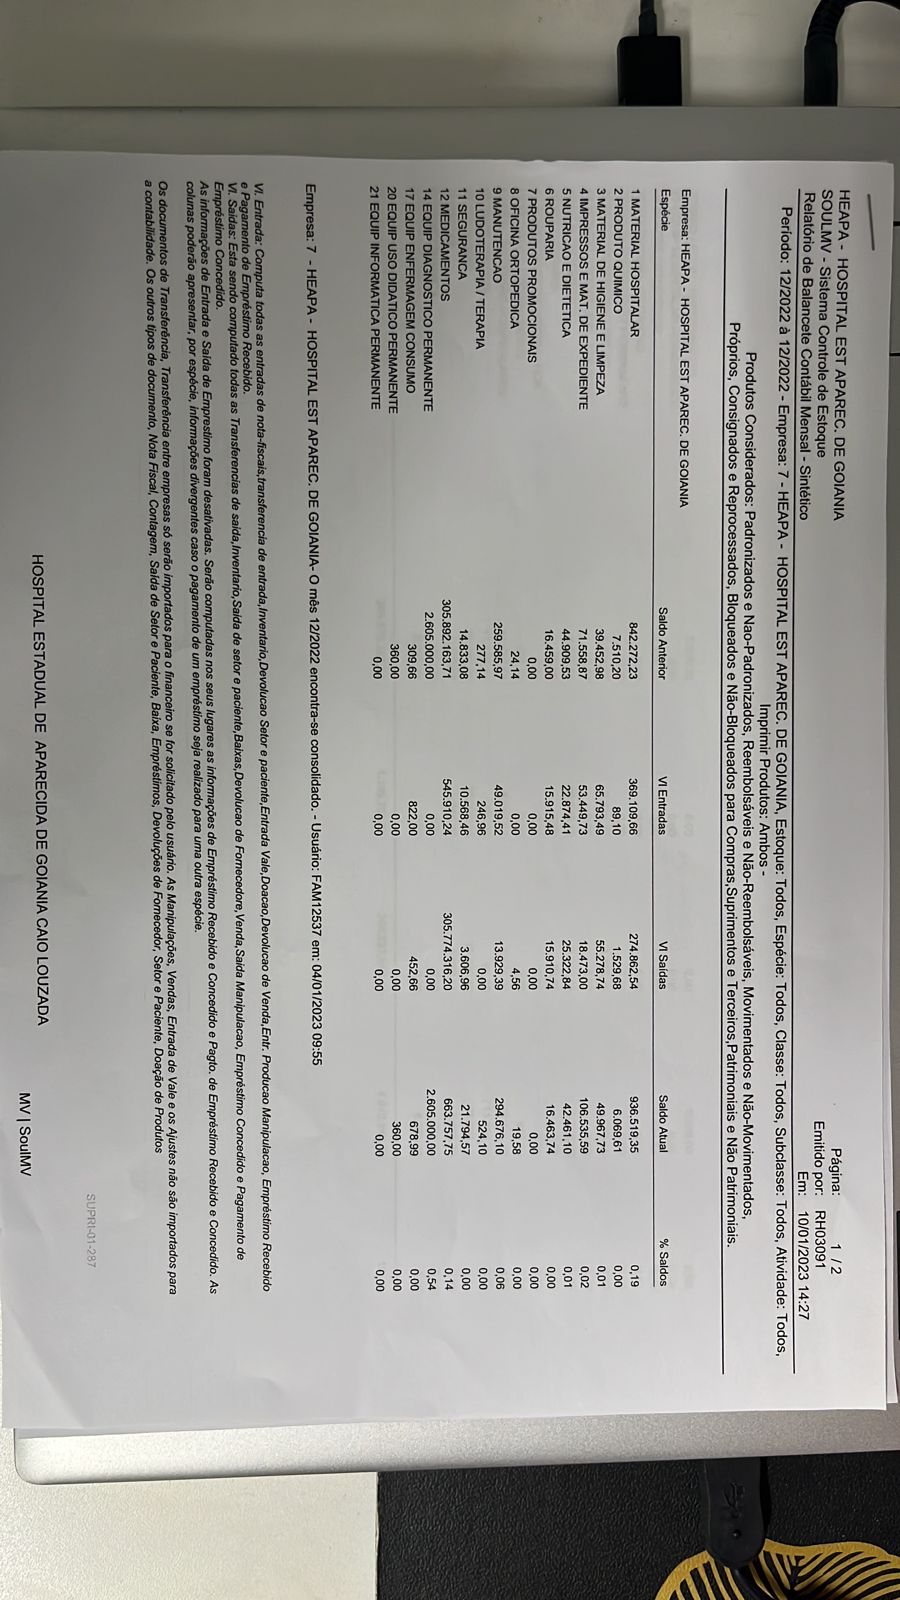 HEAPA - HOSPITAL EST APAREC. DE GOIANIA
SOULMV - Sistema Controle de Estoque
Relatório de Balancete Contábil Mensal - Sintético
Página: 1 / 2
Emitido por: RH03091
Em: 10/01/2023 14:27
Período: 12/2022 à 12/2022 - Empresa: 7 - HEAPA - HOSPITAL EST APAREC. DE GOIANIA, Estoque: Todos, Espécie: Todos, Classe: Todos, Subclasse: Todos, Atividade: Todos,
Imprimir Produtos: Ambos -
Produtos Considerados: Padronizados e Nao-Padronizados, Reembolsáveis e Não-Reembolsáveis, Movimentados e Não-Movimentados,
Próprios, Consignados e Reprocessados, Bloqueados e Não-Bloqueados para Compras,Suprimentos e Terceiros,Patrimoniais e Não Patrimoniais.
Empresa: HEAPA - HOSPITAL EST APAREC. DE GOIANIA
Espécie Saldo Anterior Vl Entradas Vl Saídas Saldo Atual % Saldos
1 MATERIAL HOSPITALAR 842.272,23 369.109,66 274.862,54 936.519,35 0,19
2 PRODUTO QUIMICO 7.510,20 89,10 1.529,68 6.069,61 0,00
3 MATERIAL DE HIGIENE E LIMPEZA 39.452,98 65.793,49 55.278,74 49.967,73 0,01
4 IMPRESSOS E MAT. DE EXPEDIENTE 71.558,87 53.449,73 18.473,00 106.535,59 0,02
5 NUTRICAO E DIETETICA 44.909,53 22.874,41 25.322,84 42.461,10 0,01
6 ROUPARIA 16.459,00 15.915,48 15.910,74 16.463,74 0,00
7 PRODUTOS PROMOCIONAIS 0,00 0,00 0,00 0,00 0,00
8 OFICINA ORTOPEDICA 24,14 0,00 4,56 19,58 0,00
9 MANUTENCAO 259.585,97 49.019,52 13.929,39 294.676,10 0,06
10 LUDOTERAPIA / TERAPIA 277,14 246,96 0,00 524,10 0,00
11 SEGURANCA 14.833,08 10.568,46 3.606,96 21.794,57 0,00
12 MEDICAMENTOS 305.892.163,71 545.910,24 305.774.316,20 663.757,75 0,14
14 EQUIP DIAGNOSTICO PERMANENTE 2.605.000,00 0,00 0,00 2.605.000,00 0,54
17 EQUIP ENFERMAGEM CONSUMO 309,66 822,00 452,66 678,99 0,00
20 EQUIP USO DIDATICO PERMANENTE 360,00 0,00 0,00 360,00 0,00
21 EQUIP INFORMATICA PERMANENTE 0,00 0,00 0,00 0,00 0,00
Empresa: 7 - HEAPA - HOSPITAL EST APAREC. DE GOIANIA- O mês 12/2022 encontra-se consolidado. - Usuário: FAM12537 em: 04/01/2023 09:55
Vl. Entrada: Computa todas as entradas de nota-fiscais,transferencia de entrada,Inventario,Devolucao Setor e paciente,Entrada Vale,Doacao,Devolucao de Venda,Entr. Producao Manipulacao, Empréstimo Recebido
e Pagamento de Empréstimo Recebido.
Vl. Saídas: Esta sendo computado todas as Transferencias de saida,Inventario,Saida de setor e paciente,Baixas,Devolucao de Fornecedore,Venda,Saida Manipulacao, Empréstimo Concedido e Pagamento de
Empréstimo Concedido.
As informações de Entrada e Saída de Emprestimo foram desativadas. Serão computadas nos seus lugares as informações de Empréstimo Recebido e Concedido e Pagto. de Empréstimo Recebido e Concedido. As
colunas poderão apresentar, por espécie, informações divergentes caso o pagamento de um empréstimo seja realizado para uma outra espécie.
Os documentos de Transferência, Transferência entre empresas só serão importados para o financeiro se for solicitado pelo usuário. As Manipulações, Vendas, Entrada de Vale e os Ajustes não são importados para
a contabilidade. Os outros tipos de documento, Nota Fiscal, Contagem, Saída de Setor e Paciente, Baixa, Empréstimos, Devoluções de Fornecedor, Setor e Paciente, Doação de Produtos
SUPRI-01-287
HOSPITAL ESTADUAL DE APARECIDA DE GOIANIA CAIO LOUZADA
MV | SoulMV